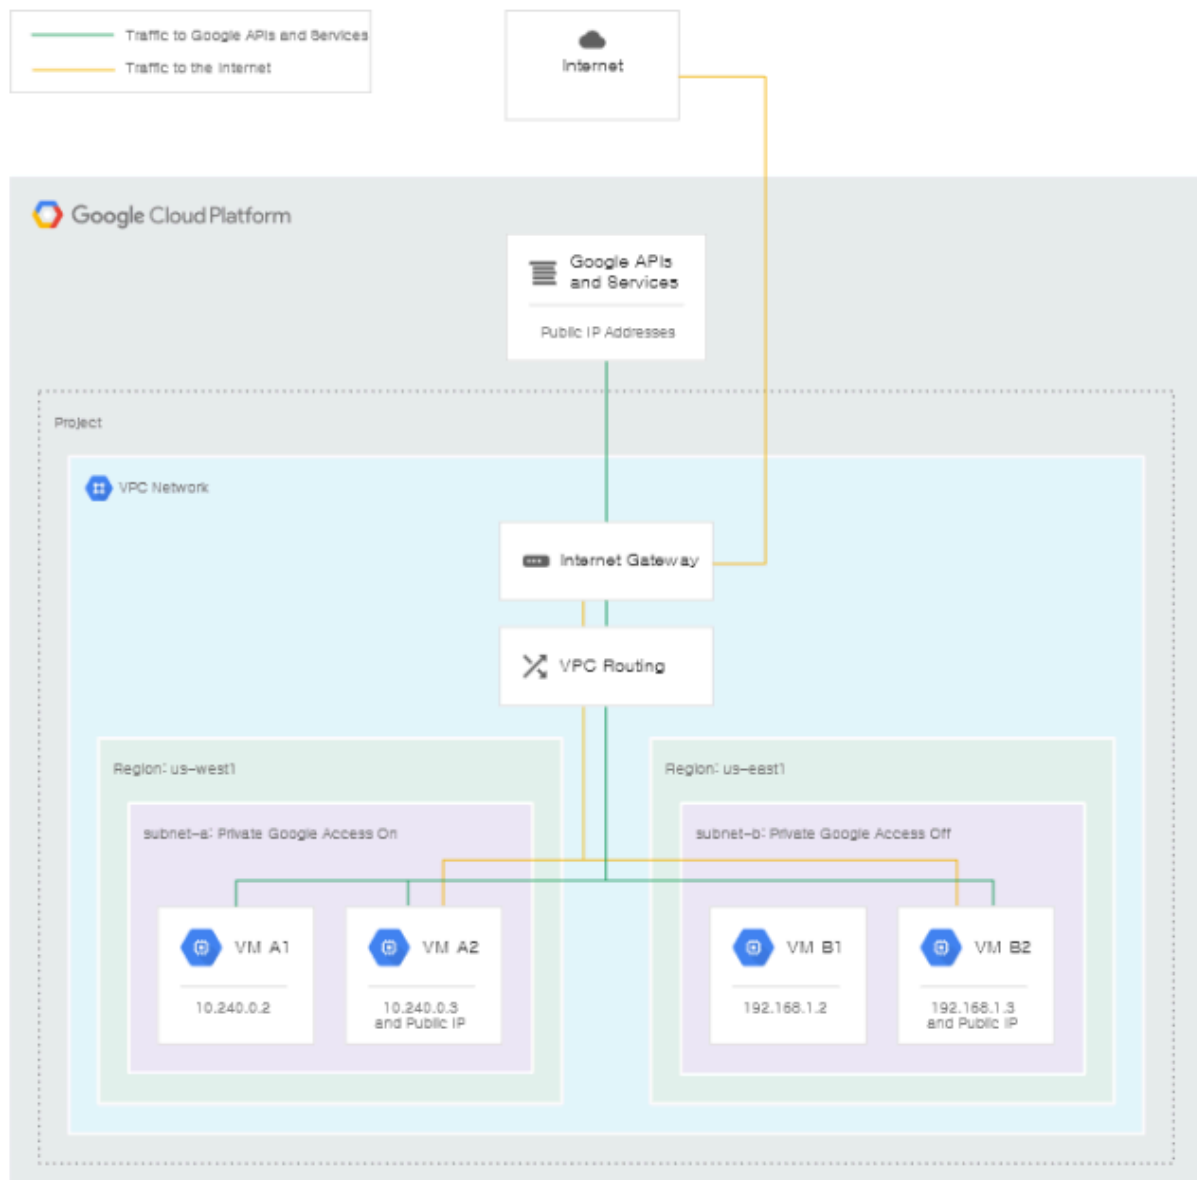 Traffic to Google APIs and Services
Traffic to the Internet
Internet
Google Cloud Platform
Google APIs
and Services
Public IP Addresses
Project
VPC Network
Internet Gateway
VPC Routing
Region: us-west1
Region: us-east1
subnet-a: Private Google Access On
subnet-b: Private Google Access Off
VM A1
10.240.0.2
VM A2
10.240.0.3
and Public IP
VM B1
192.168.1.2
VM B2
192.168.1.3
and Public IP